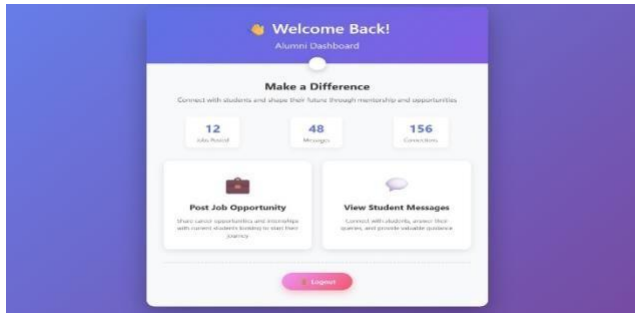 👋 Welcome Back!
Alumni Dashboard
Make a Difference
Connect with students and shape their future through mentorship and opportunities
12
Jobs Posted
48
Messages
156
Connections
Post Job Opportunity
Share career opportunities and internships
with current students looking to start their
journey
View Student Messages
Connect with students, answer their
queries, and provide valuable guidance
Logout